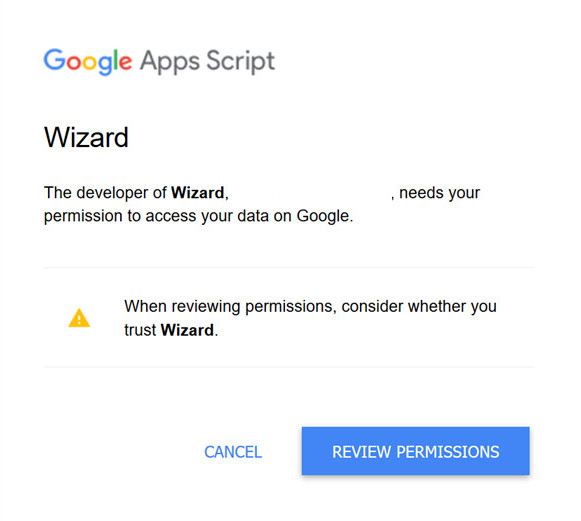 Google Apps Script
Wizard
The developer of Wizard, , needs your
permission to access your data on Google.
When reviewing permissions, consider whether you
trust Wizard.
CANCEL REVIEW PERMISSIONS